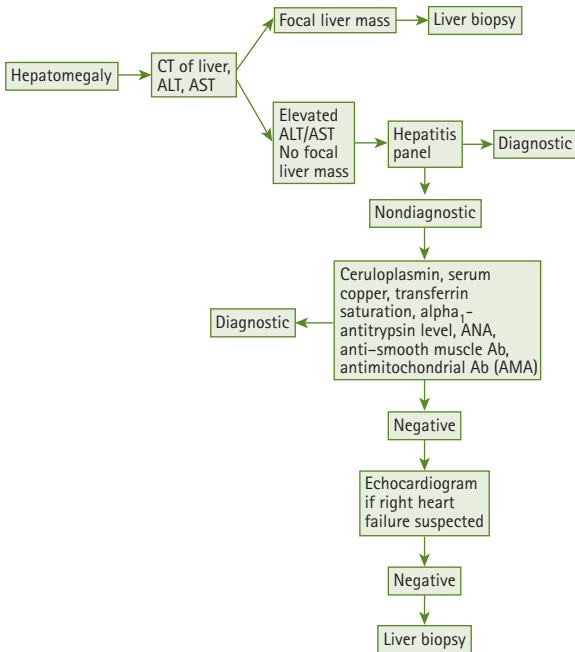 Focal liver mass
Liver biopsy
Hepatomegaly
CT of liver,
ALT, AST
Elevated
ALT/AST
No focal
liver mass
Hepatitis
panel
Diagnostic
Nondiagnostic
Ceruloplasmin, serum
copper, transferrin
saturation, alpha₁-
antitrypsin level, ANA,
anti–smooth muscle Ab,
antimitochondrial Ab (AMA)
Diagnostic
Negative
Echocardiogram
if right heart
failure suspected
Negative
Liver biopsy